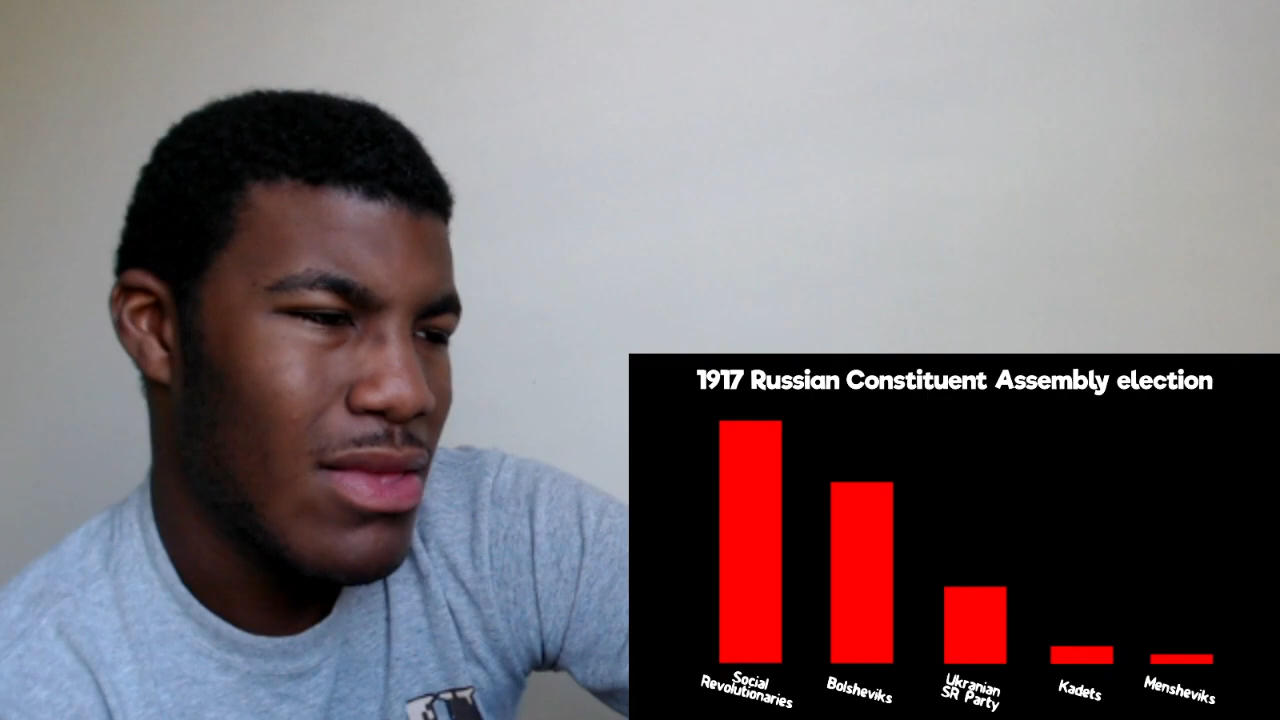 1917 Russian Constituent Assembly election
Social
Revolutionaries
Bolsheviks
Ukranian
SR Party
Kadets
Mensheviks